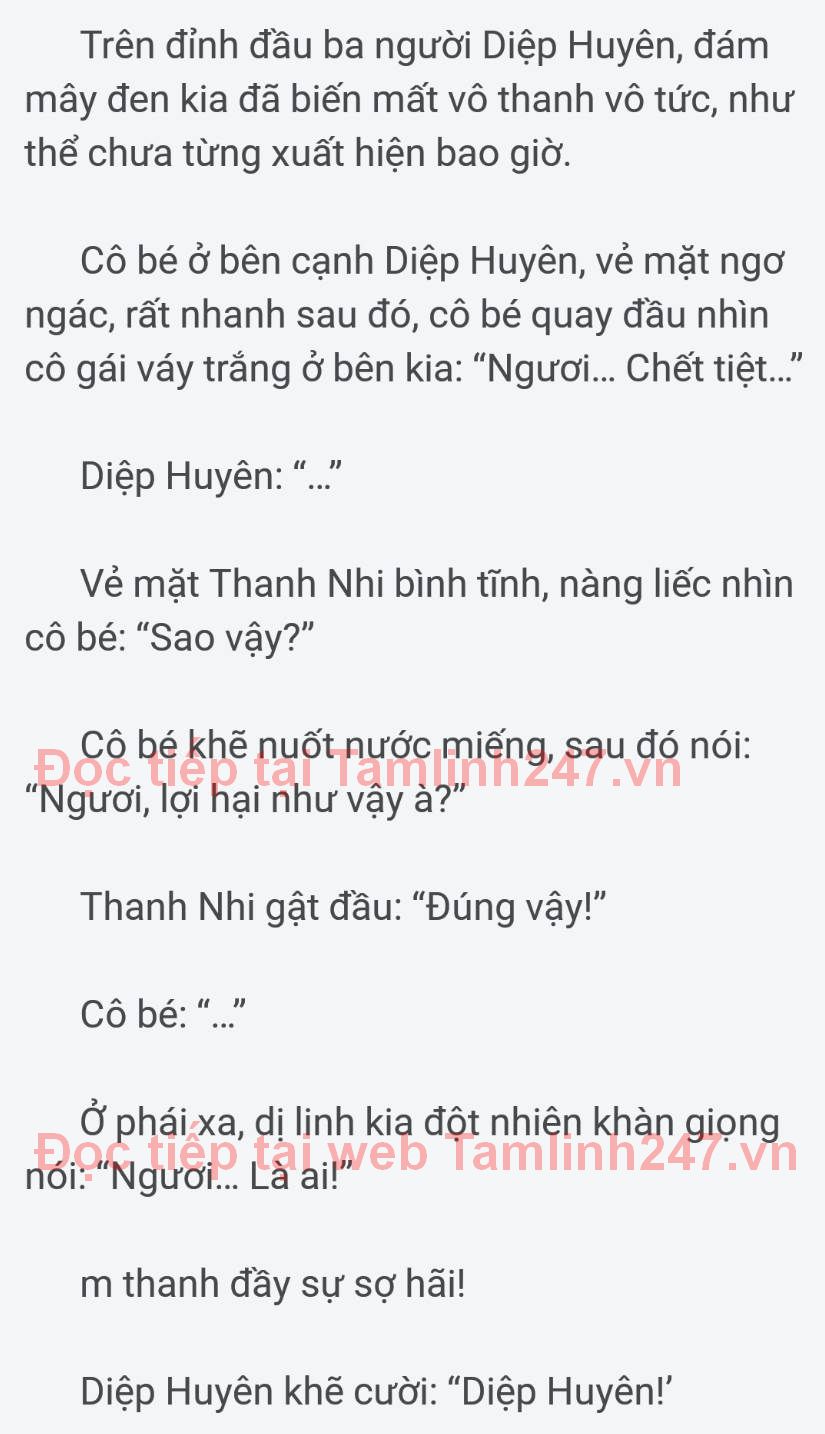 Trên đỉnh đầu ba người Diệp Huyên, đám
mây đen kia đã biến mất vô thanh vô tức, như
thể chưa từng xuất hiện bao giờ.
Cô bé ở bên cạnh Diệp Huyên, vẻ mặt ngơ
ngác, rất nhanh sau đó, cô bé quay đầu nhìn
cô gái váy trắng ở bên kia: “Ngươi... Chết tiệt...”
Diệp Huyên: “...”
Vẻ mặt Thanh Nhi bình tĩnh, nàng liếc nhìn
cô bé: “Sao vậy?”
Cô bé khẽ nuốt nước miếng, sau đó nói:
Đọc tiếp tại Tamlinh247.vn
“Ngươi, lợi hại như vậy à?”
Thanh Nhi gật đầu: “Đúng vậy!”
Cô bé: “...”
Ở phái xa, dị linh kia đột nhiên khàn giọng
Đọc tiếp tại web Tamlinh247.vn
nói: “Ngươi... Là ai!”
m thanh đầy sự sợ hãi!
Diệp Huyên khẽ cười: “Diệp Huyên!’